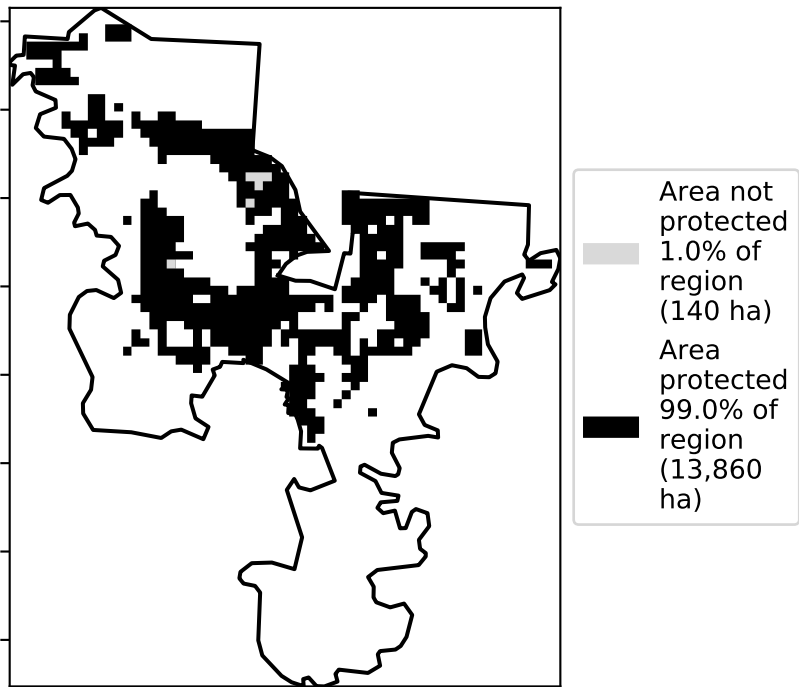 Area not
protected
1.0% of
region
(140 ha)
Area
protected
99.0% of
region
(13,860
ha)